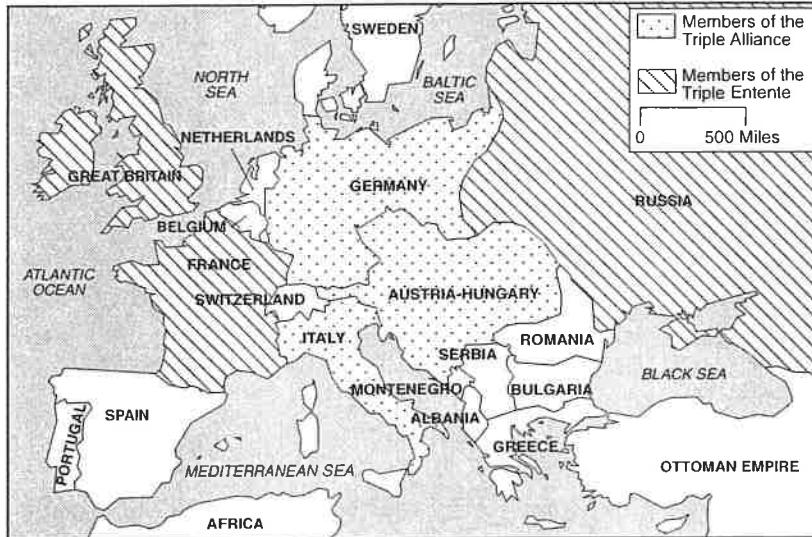 SWEDEN
NORTH
SEA
BALTIC
SEA
Members of the
Triple Alliance
Members of the
Triple Entente
0 500 Miles
NETHERLANDS
GREAT BRITAIN
GERMANY
RUSSIA
BELGIUM
ATLANTIC
OCEAN
FRANCE
SWITZERLAND
AUSTRIA-HUNGARY
ITALY
ROMANIA
SERBIA
BLACK SEA
MONTENEGRO
BULGARIA
SPAIN
PORTUGAL
ALBANIA
GREECE
MEDITERRANEAN SEA
OTTOMAN EMPIRE
AFRICA